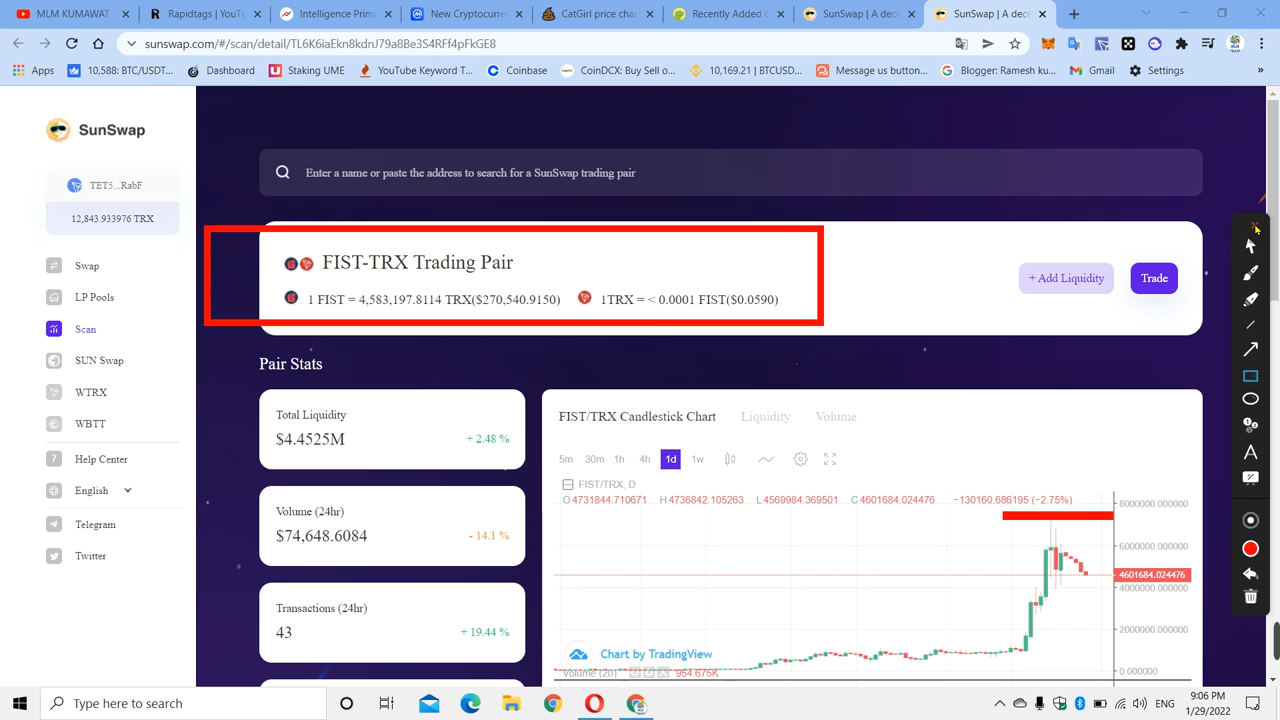 MLM KUMAWAT
Rapidtags | YouTu
Intelligence Prim
New Cryptocurre
CatGirl price char
Recently Added C
SunSwap | A dece
SunSwap | A dece
sunswap.com/#/scan/detail/TL6K6iaEkn8kdnJ79a8Be3S4RFf4pFkGE8
Apps
10,588: BTC/USDT...
Dashboard
Staking UME
YouTube Keyword T...
Coinbase
CoinDCX: Buy Sell o...
10,169.21 | BTCUSD...
Message us button...
Blogger: Ramesh ku...
Gmail
Settings
»
SunSwap
TET5...RabF
12,843.933976 TRX
Swap
LP Pools
Scan
SUN Swap
WTRX
WBTT
Help Center
English
Telegram
Twitter
Enter a name or paste the address to search for a SunSwap trading pair
FIST-TRX Trading Pair
1 FIST = 4,583,197.8114 TRX($270,540.9150)
1TRX = < 0.0001 FIST($0.0590)
+ Add Liquidity
Trade
Pair Stats
Total Liquidity
$4.4525M
+ 2.48 %
Volume (24hr)
$74,648.6084
- 14.1 %
Transactions (24hr)
43
+ 19.44 %
FIST/TRX Candlestick Chart
Liquidity
Volume
5m 30m 1h 4h 1d 1w
FIST/TRX, D
O4731844.710671 H4736842.105263 L4569984.369501 C4601684.024476 −130160.686195 (−2.75%)
8000000.000000
6000000.000000
4601684.024476
4000000.000000
2000000.000000
0.000000
Chart by TradingView
Volume (20)
954.675K
Type here to search
ENG
9:06 PM
1/29/2022